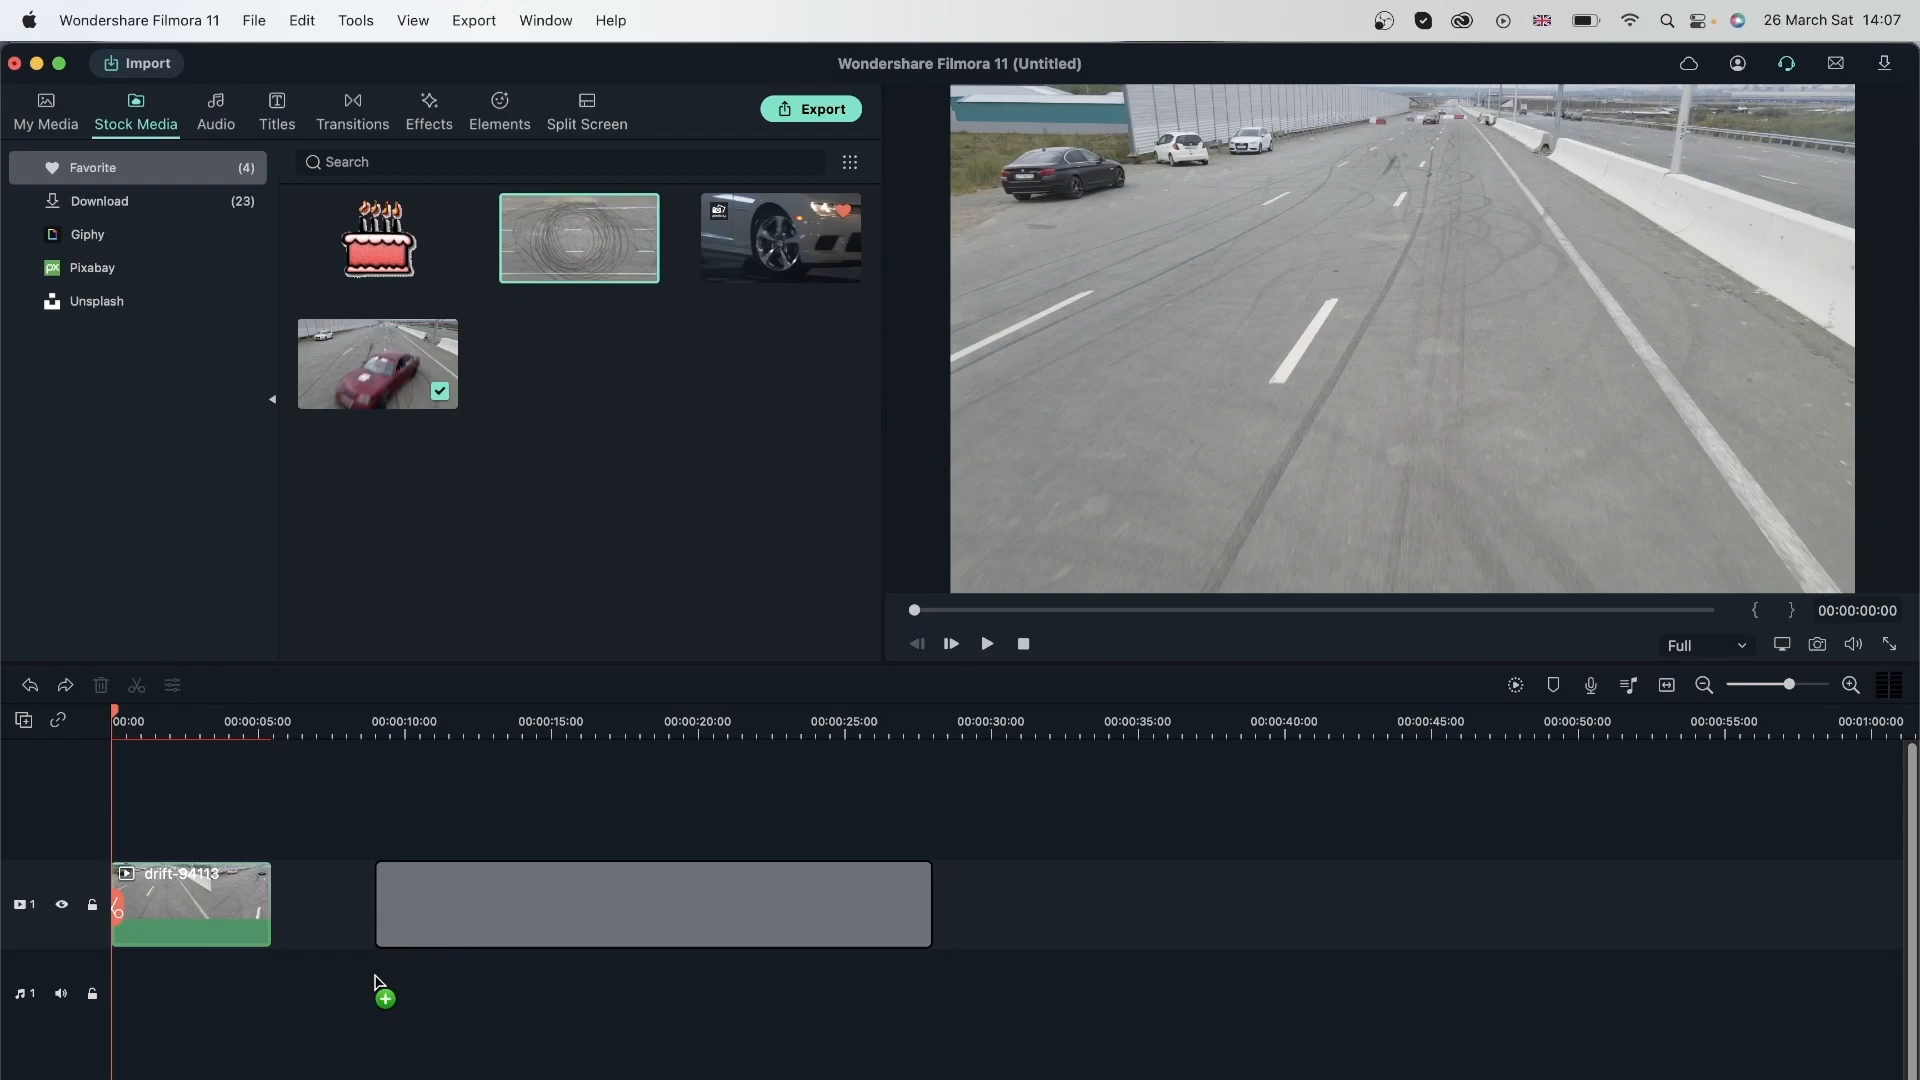 Wondershare Filmora 11 File Edit Tools View Export Window Help 26 March Sat 14:07
Import Wondershare Filmora 11 (Untitled)
My Media Stock Media Audio Titles Transitions Effects Elements Split Screen Export
Favorite (4) Search
Download (23)
Giphy
Pixabay
Unsplash
{ } 00:00:00:00
Full
00:00 00:00:05:00 00:00:10:00 00:00:15:00 00:00:20:00 00:00:25:00 00:00:30:00 00:00:35:00 00:00:40:00 00:00:45:00 00:00:50:00 00:00:55:00 00:01:00:00
drift-94113
1
1